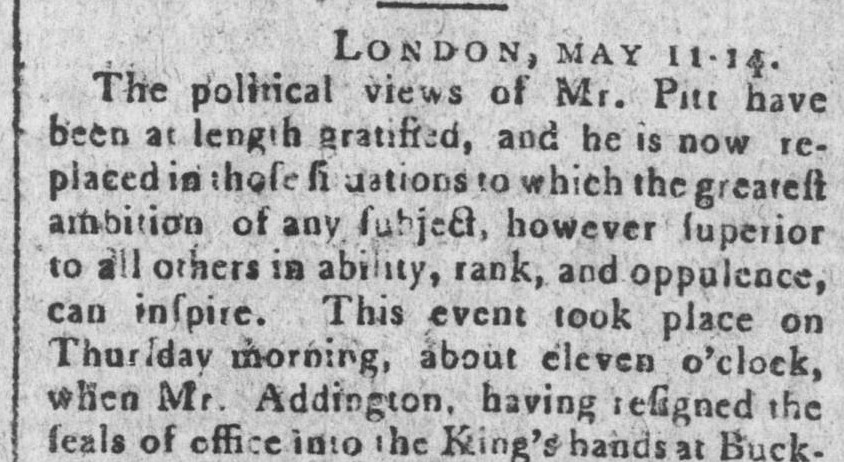 LONDON, MAY 11-14.
The political views of Mr. Pitt have
been at length gratified, and he is now re-
placed in thoſe ſituations to which the greateſt
ambition of any ſubject, however ſuperior
to all others in ability, rank, and oppulence,
can inſpire. This event took place on
Thurſday morning, about eleven o'clock,
when Mr. Addington, having reſigned the
ſeals of office into the King's hands at Buck-